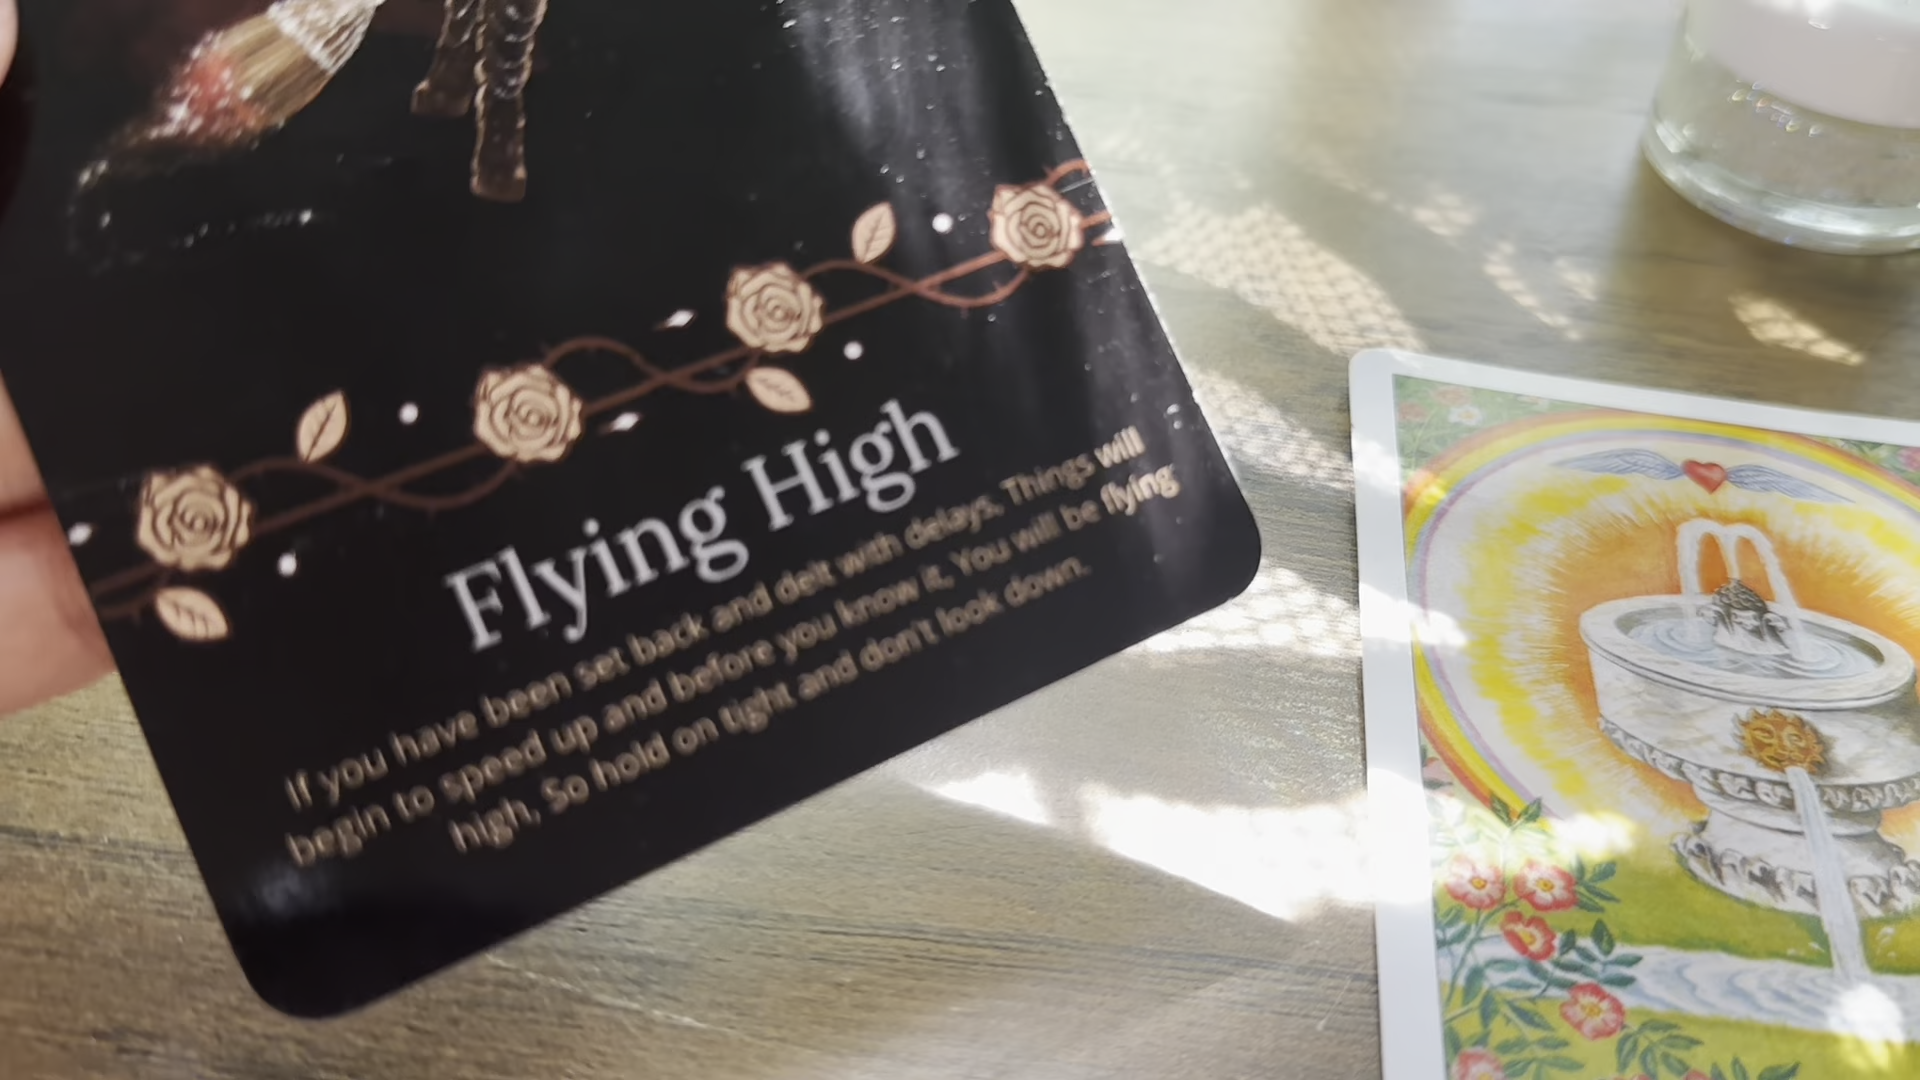 Flying High
If you have been set back and delt with delays. Things will
begin to speed up and before you know it, You will be flying
high, So hold on tight and don't look down.